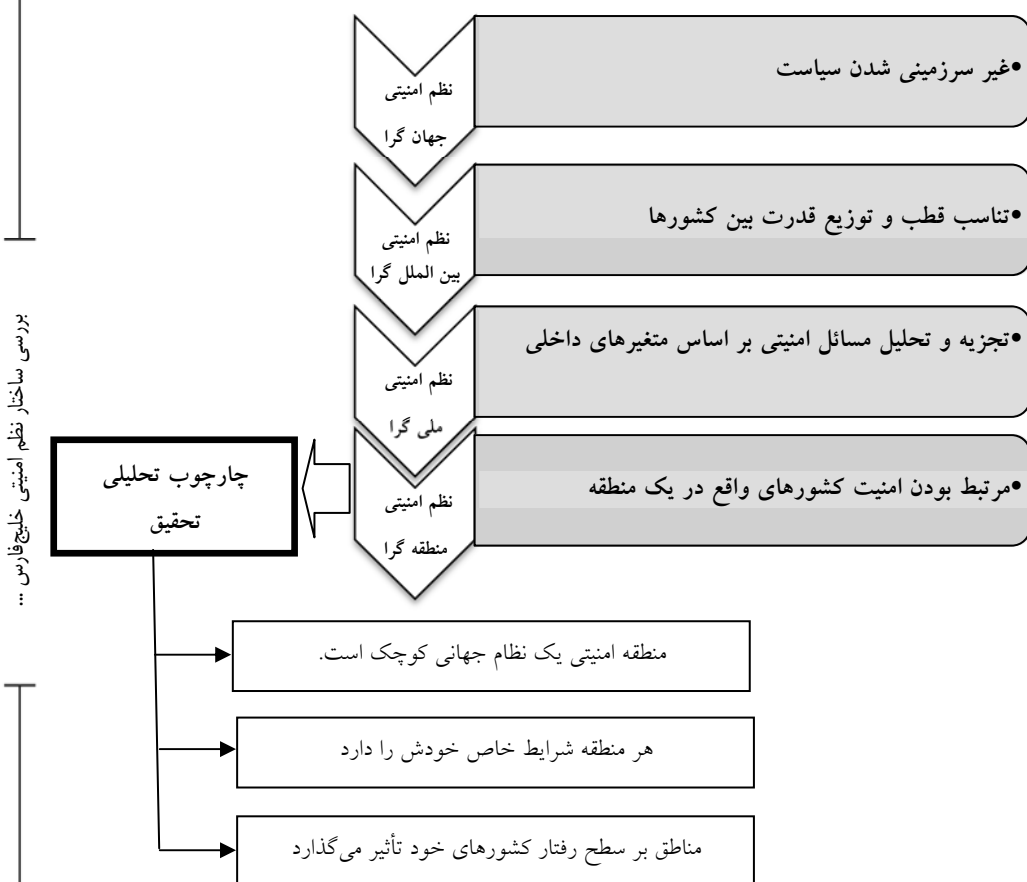 •غیر سرزمینی شدن سیاست
نظم امنیتی
جهان گرا
•تناسب قطب و توزیع قدرت بین کشورها
نظم امنیتی
بین الملل گرا
•تجزیه و تحلیل مسائل امنیتی بر اساس متغیرهای داخلی
نظم امنیتی
ملی گرا
•مرتبط بودن امنیت کشورهای واقع در یک منطقه
نظم امنیتی
منطقه گرا
چارچوب تحلیلی
تحقیق
منطقه امنیتی یک نظام جهانی کوچک است.
هر منطقه شرایط خاص خودش را دارد
مناطق بر سطح رفتار کشورهای خود تأثیر می‌گذارد
بررسی ساختار نظم امنیتی خلیج‌فارس ...